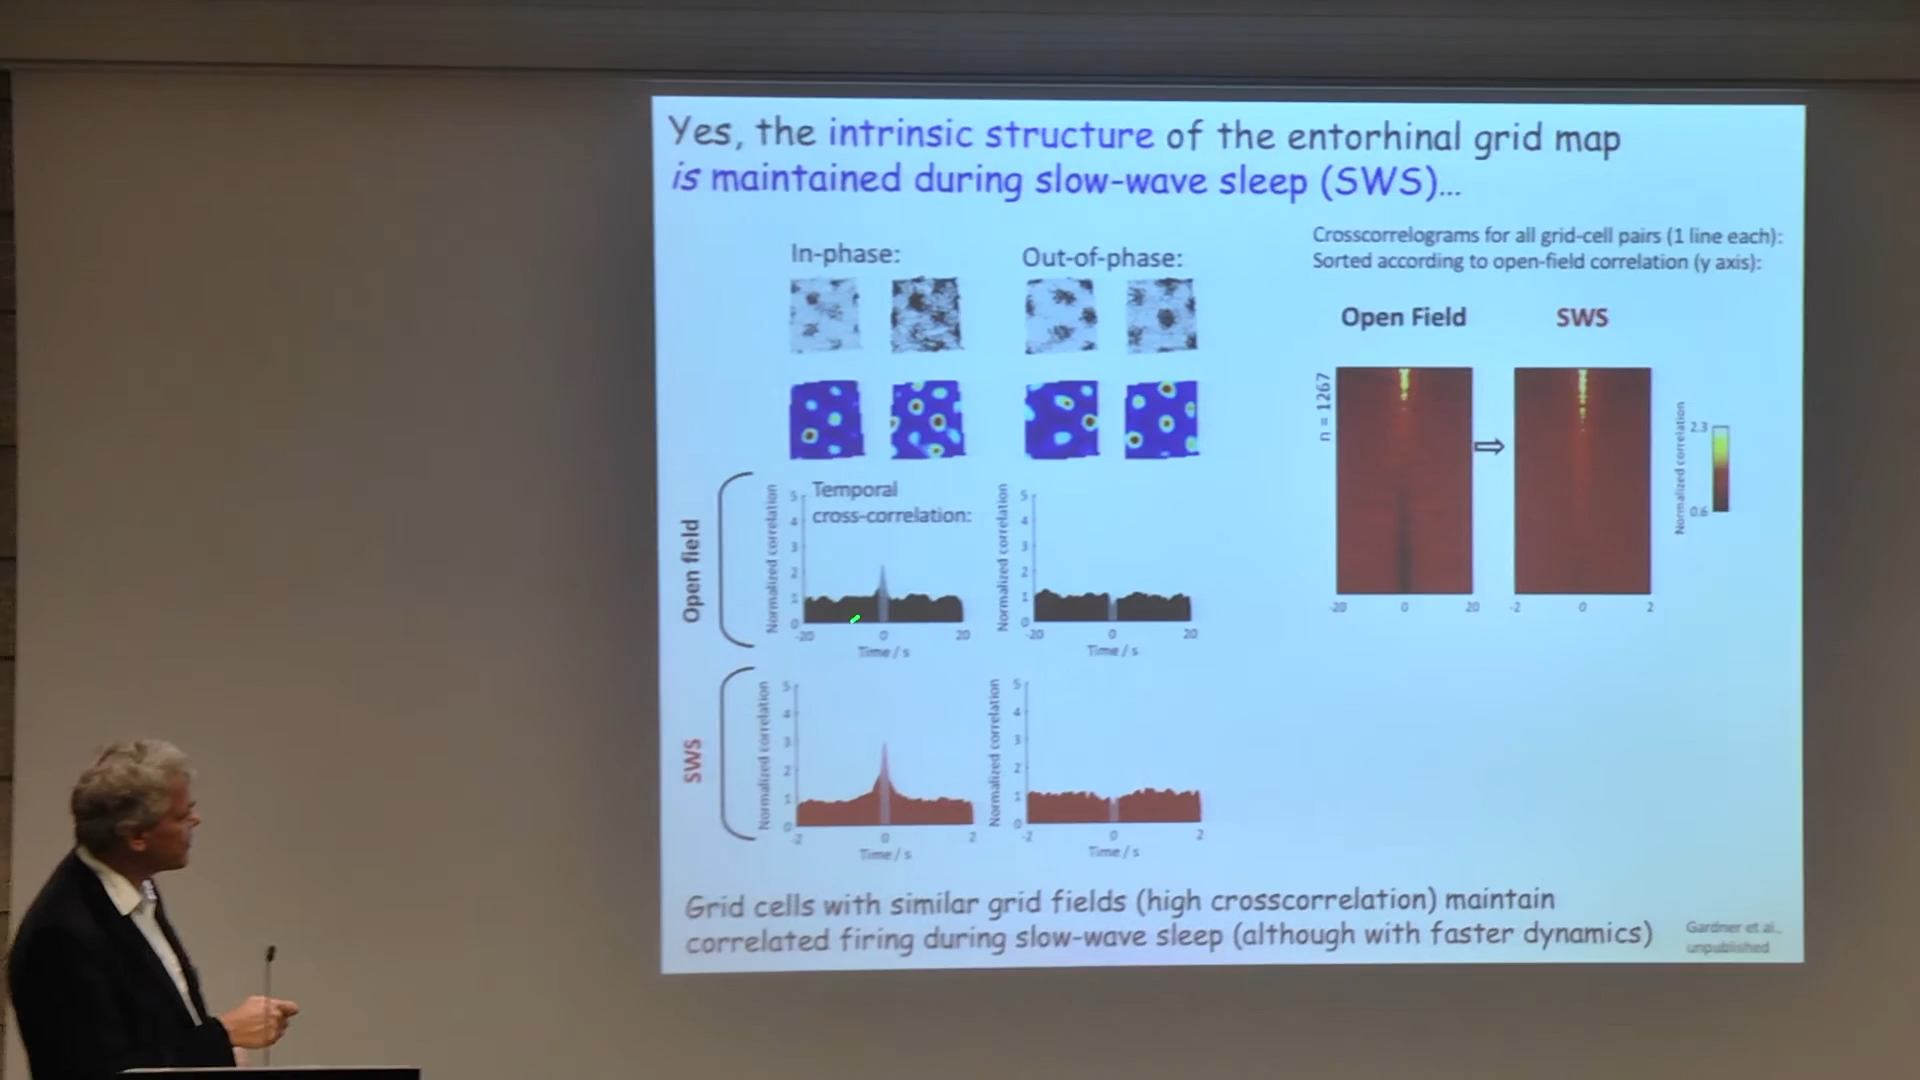 Yes, the intrinsic structure of the entorhinal grid map
is maintained during slow-wave sleep (SWS)...
In-phase:
Out-of-phase:
Crosscorrelograms for all grid-cell pairs (1 line each):
Sorted according to open-field correlation (y axis):
Open Field
SWS
n = 1267
-20 0 20
-2 0 2
Normalized correlation
2.3
0.6
Open field
Temporal
cross-correlation:
Normalized correlation
5
4
3
2
1
0
-20 0 20
Time / s
Normalized correlation
5
4
3
2
1
0
-20 0 20
Time / s
SWS
Normalized correlation
5
4
3
2
1
0
-2 0 2
Time / s
Normalized correlation
5
4
3
2
1
0
-2 0 2
Time / s
Grid cells with similar grid fields (high crosscorrelation) maintain
correlated firing during slow-wave sleep (although with faster dynamics)
Gardner et al.,
unpublished